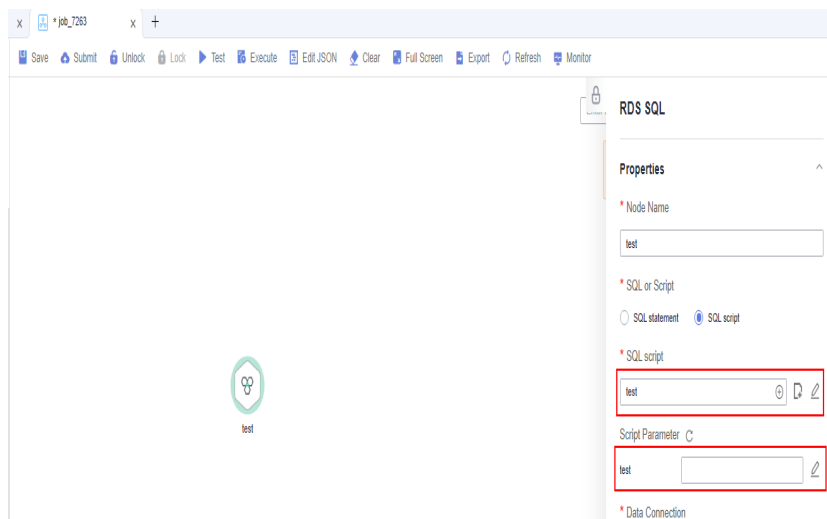 x * job_7263 x +
Save Submit Unlock Lock Test Execute Edit JSON Clear Full Screen Export Refresh Monitor
RDS SQL
Properties
* Node Name
test
* SQL or Script
SQL statement SQL script
* SQL script
test
Script Parameter
test
* Data Connection
test